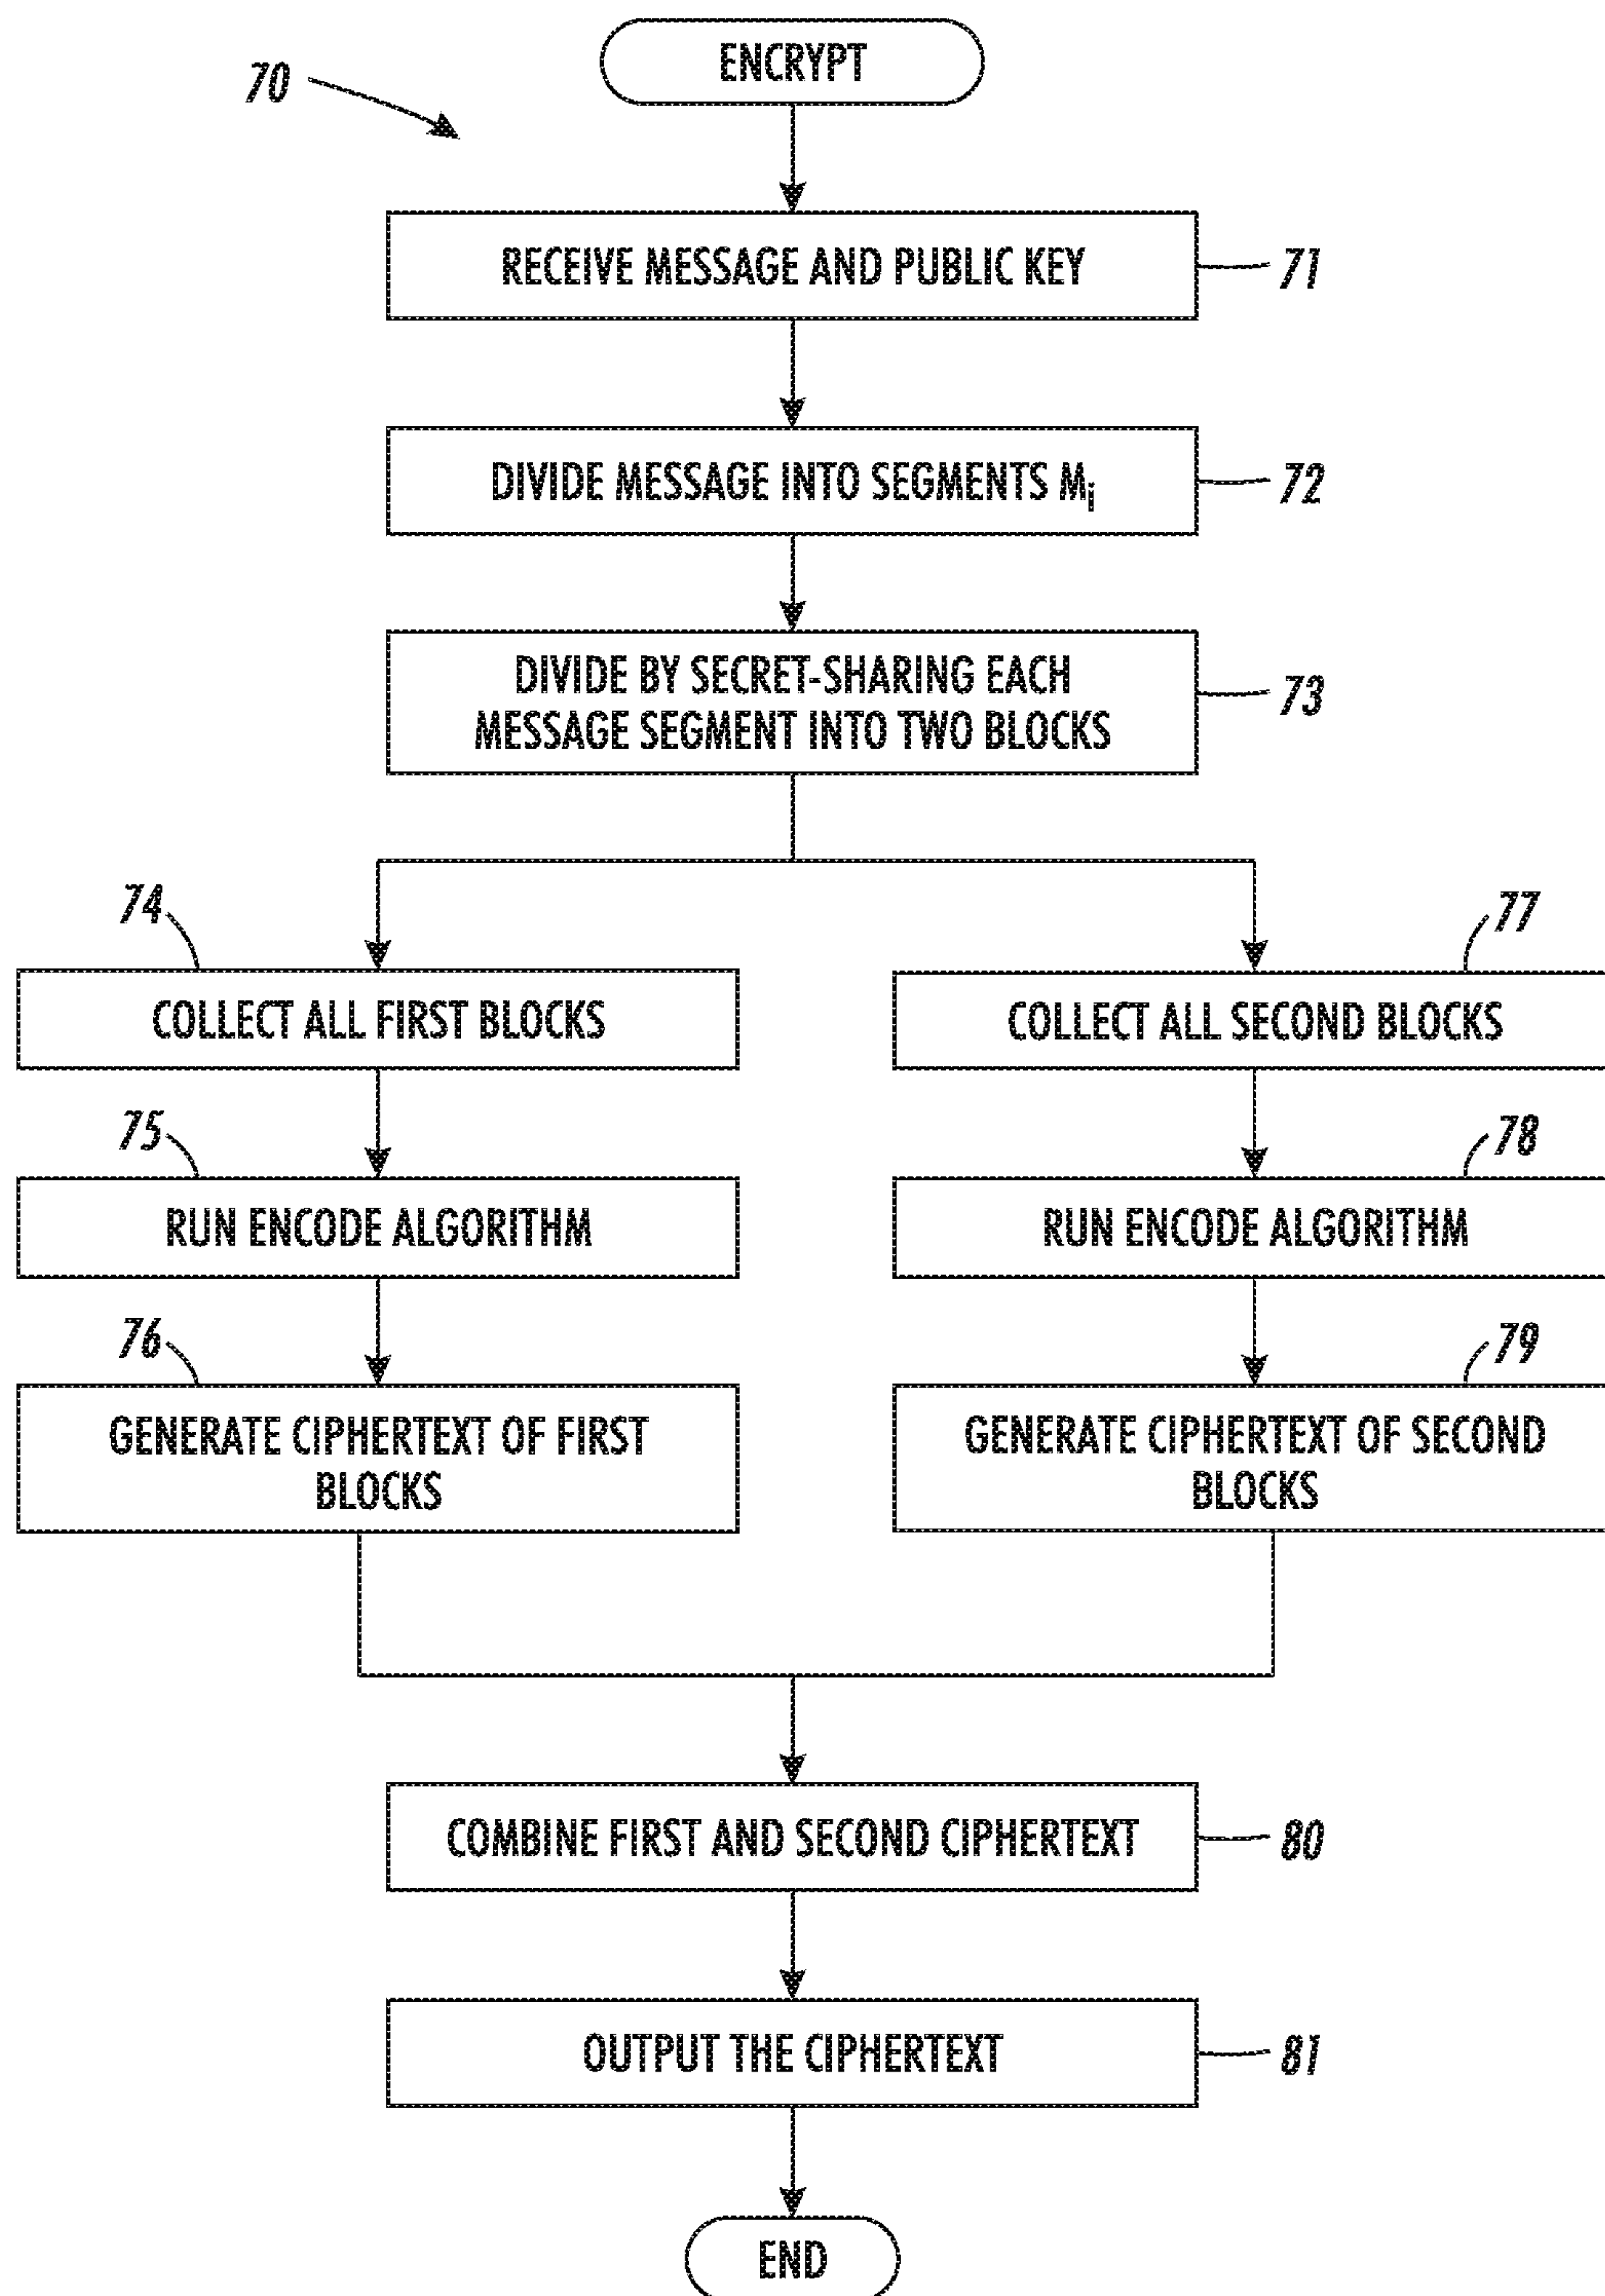 ENCRYPT
70
RECEIVE MESSAGE AND PUBLIC KEY
71
DIVIDE MESSAGE INTO SEGMENTS Mi
72
DIVIDE BY SECRET-SHARING EACH
MESSAGE SEGMENT INTO TWO BLOCKS
73
74
COLLECT ALL FIRST BLOCKS
77
COLLECT ALL SECOND BLOCKS
75
RUN ENCODE ALGORITHM
78
RUN ENCODE ALGORITHM
76
GENERATE CIPHERTEXT OF FIRST
BLOCKS
79
GENERATE CIPHERTEXT OF SECOND
BLOCKS
COMBINE FIRST AND SECOND CIPHERTEXT
80
OUTPUT THE CIPHERTEXT
81
END